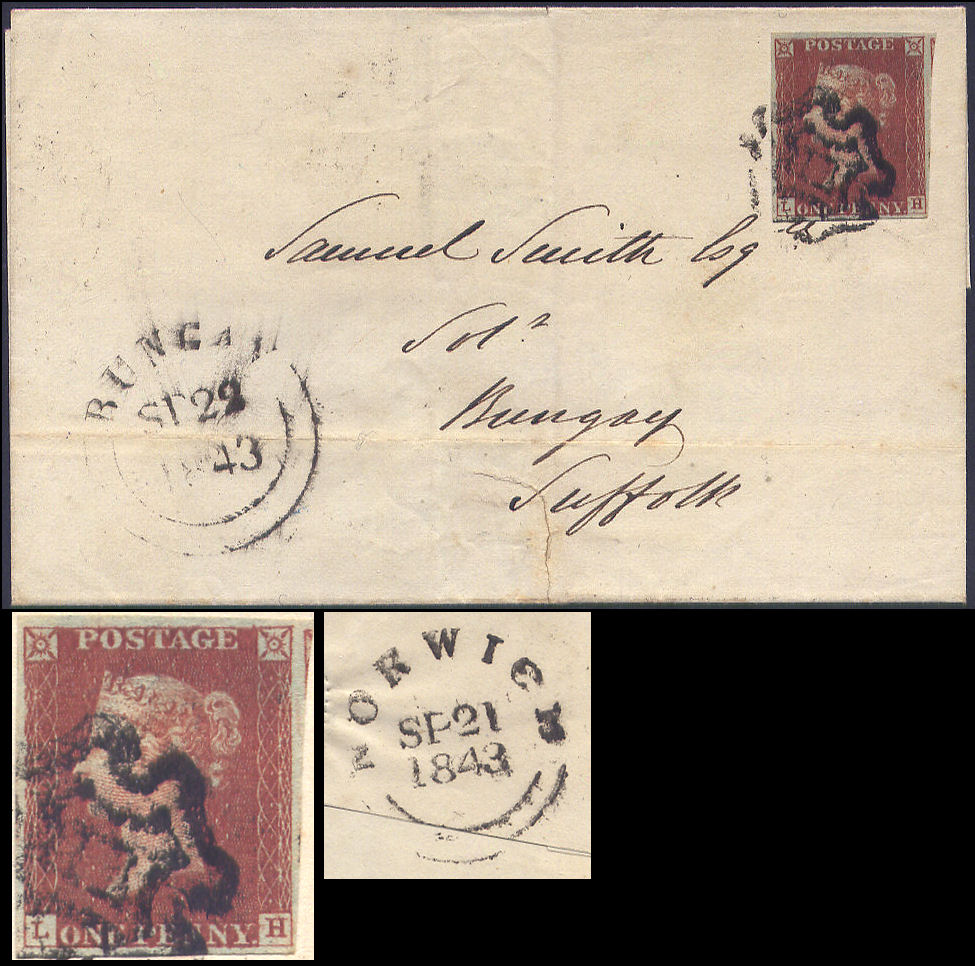 POSTAGE
L ONE PENNY. H
Samuel Smith Esq
Solr
Bungay
Suffolk
BUNGAY
SP 22
1843
POSTAGE
L ONE PENNY. H
NORWICH
SP 21
1843